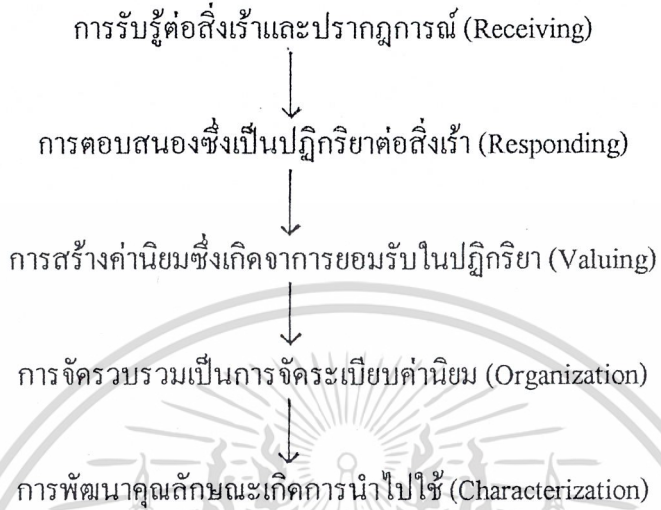 การรับรู้ต่อสิ่งเร้าและปรากฎการณ์ (Receiving)
การตอบสนองซึ่งเป็นปฏิกริยาต่อสิ่งเร้า (Responding)
การสร้างค่านิยมซึ่งเกิดจาการยอมรับในปฏิกริยา (Valuing)
การจัดรวบรวมเป็นการจัดระเบียบค่านิยม (Organization)
การพัฒนาคุณลักษณะเกิดการนำไปใช้ (Characterization)